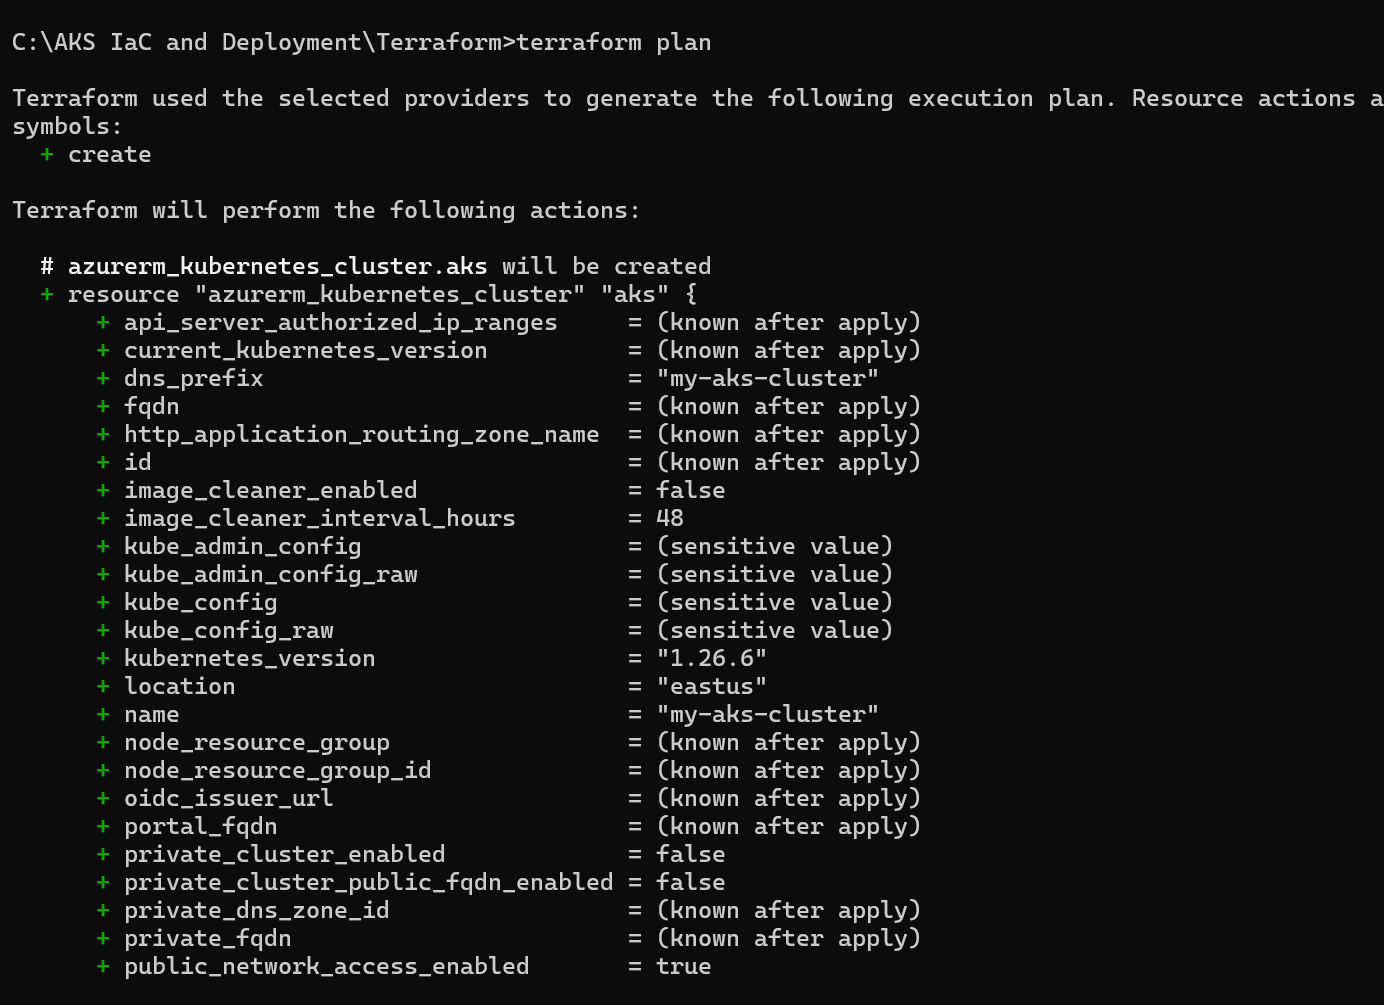 C:\AKS IaC and Deployment\Terraform>terraform plan
Terraform used the selected providers to generate the following execution plan. Resource actions a
symbols:
+ create
Terraform will perform the following actions:
# azurerm_kubernetes_cluster.aks will be created
+ resource "azurerm_kubernetes_cluster" "aks" {
+ api_server_authorized_ip_ranges = (known after apply)
+ current_kubernetes_version = (known after apply)
+ dns_prefix = "my-aks-cluster"
+ fqdn = (known after apply)
+ http_application_routing_zone_name = (known after apply)
+ id = (known after apply)
+ image_cleaner_enabled = false
+ image_cleaner_interval_hours = 48
+ kube_admin_config = (sensitive value)
+ kube_admin_config_raw = (sensitive value)
+ kube_config = (sensitive value)
+ kube_config_raw = (sensitive value)
+ kubernetes_version = "1.26.6"
+ location = "eastus"
+ name = "my-aks-cluster"
+ node_resource_group = (known after apply)
+ node_resource_group_id = (known after apply)
+ oidc_issuer_url = (known after apply)
+ portal_fqdn = (known after apply)
+ private_cluster_enabled = false
+ private_cluster_public_fqdn_enabled = false
+ private_dns_zone_id = (known after apply)
+ private_fqdn = (known after apply)
+ public_network_access_enabled = true